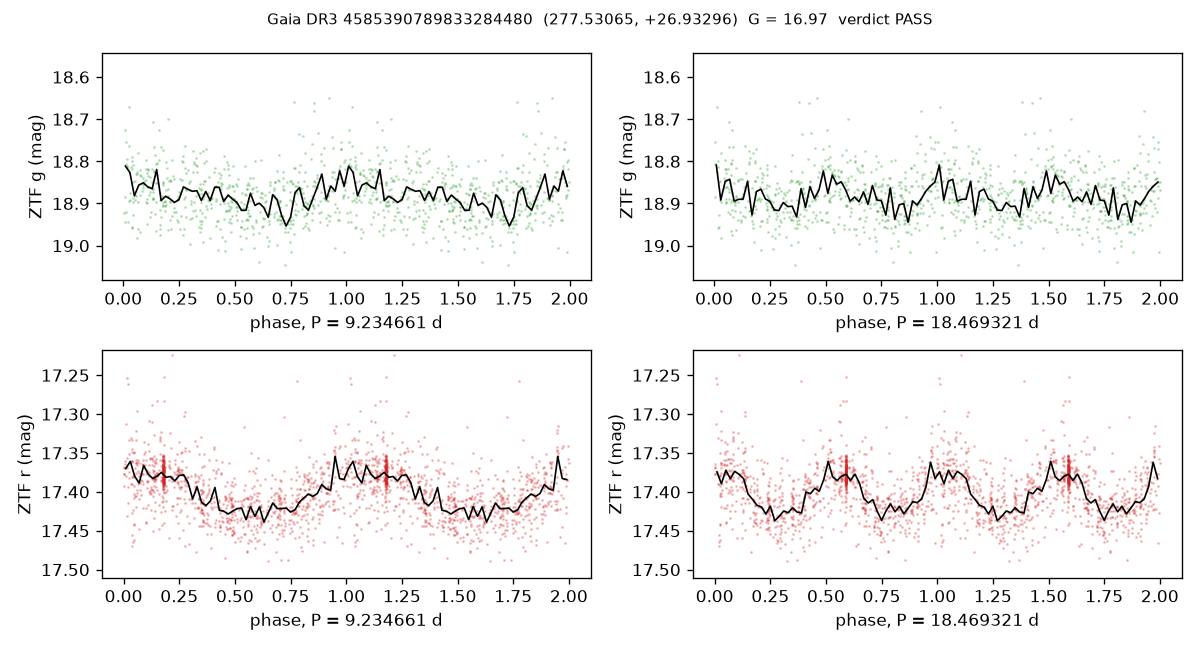 Gaia DR3 4585390789833284480  (277.53065, +26.93296)  G = 16.97  verdict PASS
ZTF g (mag)
18.6
18.7
18.8
18.9
19.0
0.00 0.25 0.50 0.75 1.00 1.25 1.50 1.75 2.00
phase, P = 9.234661 d
ZTF g (mag)
18.6
18.7
18.8
18.9
19.0
0.00 0.25 0.50 0.75 1.00 1.25 1.50 1.75 2.00
phase, P = 18.469321 d
ZTF r (mag)
17.25
17.30
17.35
17.40
17.45
17.50
0.00 0.25 0.50 0.75 1.00 1.25 1.50 1.75 2.00
phase, P = 9.234661 d
ZTF r (mag)
17.25
17.30
17.35
17.40
17.45
17.50
0.00 0.25 0.50 0.75 1.00 1.25 1.50 1.75 2.00
phase, P = 18.469321 d